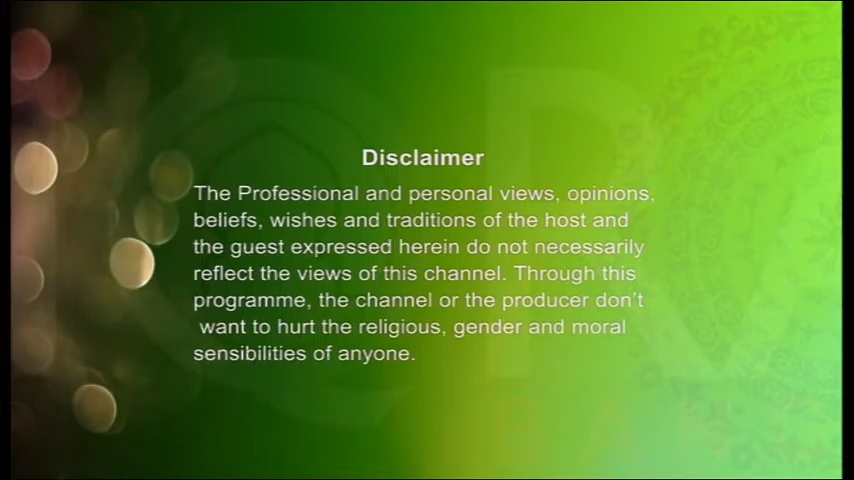 Disclaimer
The Professional and personal views, opinions,
beliefs, wishes and traditions of the host and
the guest expressed herein do not necessarily
reflect the views of this channel. Through this
programme, the channel or the producer don't
want to hurt the religious, gender and moral
sensibilities of anyone.